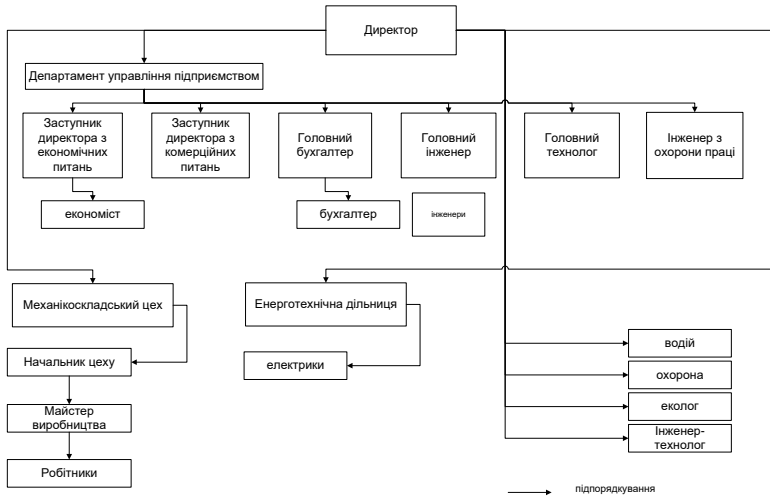 Директор
Департамент управління підприємством
Заступник
директора з
економічних
питань
Заступник
директора з
комерційних
питань
Головний
бухгалтер
Головний
інженер
Головний
технолог
Інженер з
охорони праці
економіст
бухгалтер
інженери
Механікоскладський цех
Енерготехнічна дільниця
Начальник цеху
електрики
водій
охорона
еколог
Інженер-
технолог
Майстер
виробництва
Робітники
підпорядкування